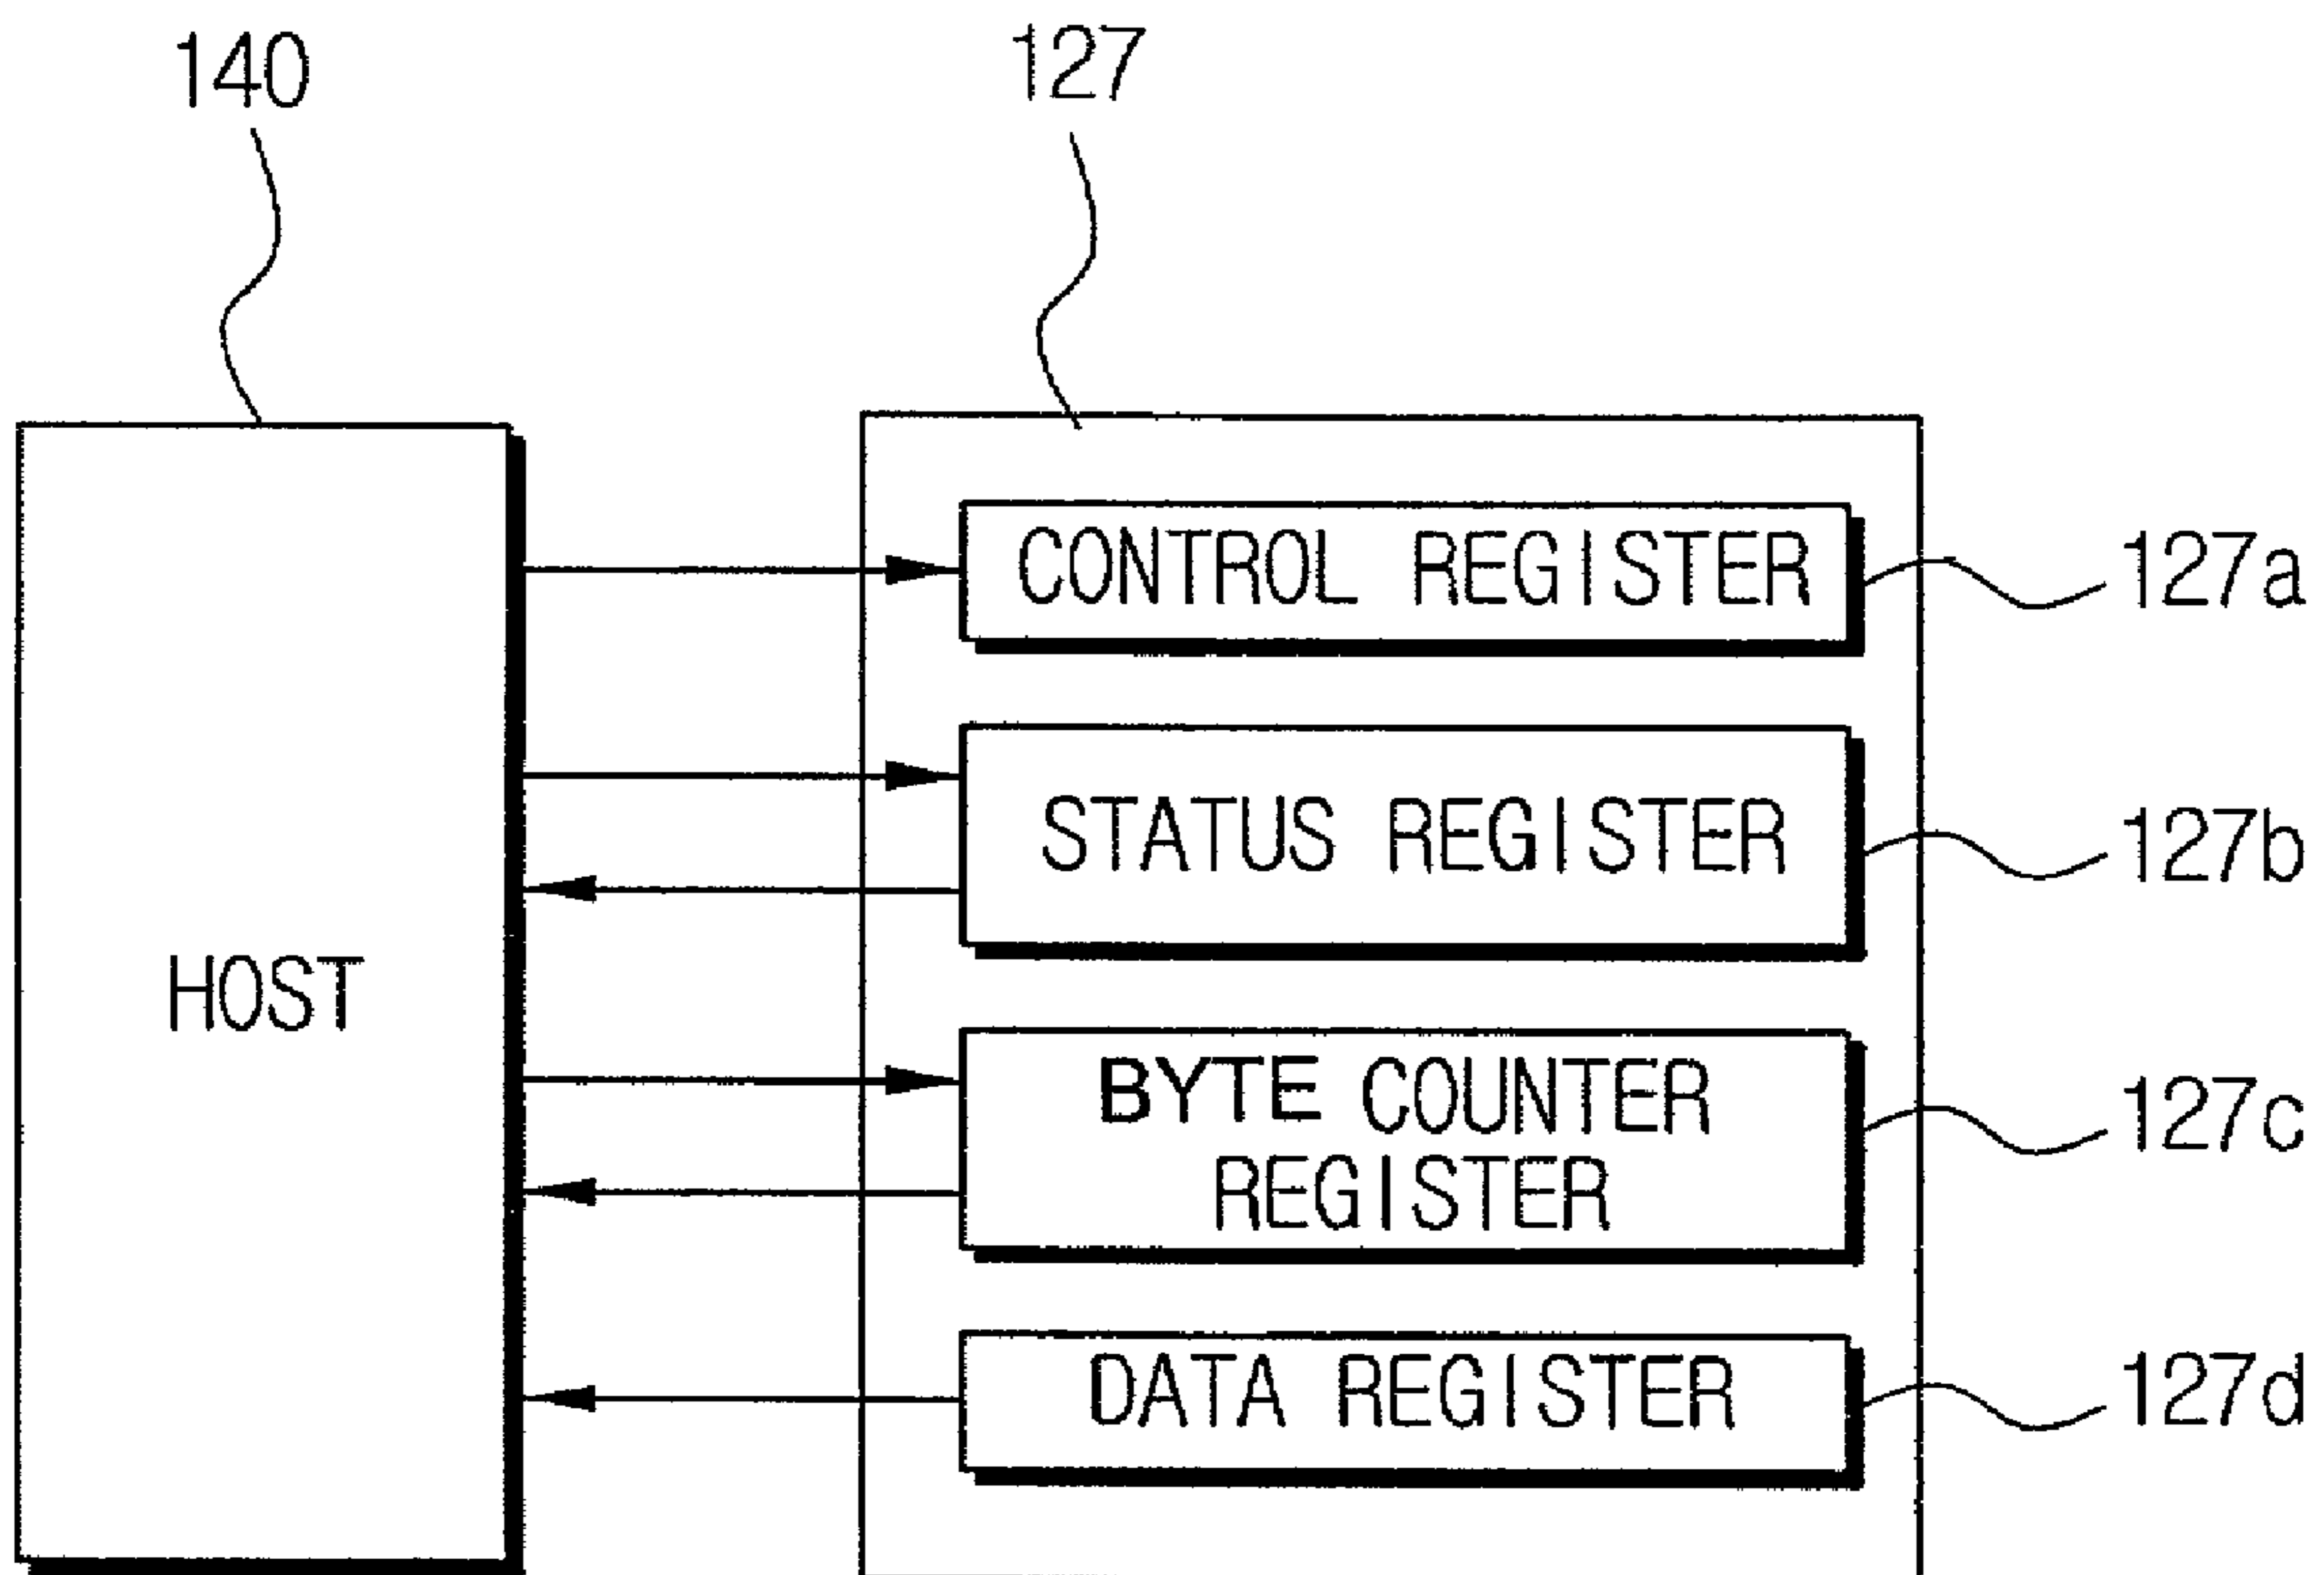 140
127
CONTROL REGISTER
127a
STATUS REGISTER
127b
HOST
BYTE COUNTER
REGISTER
127c
DATA REGISTER
127d